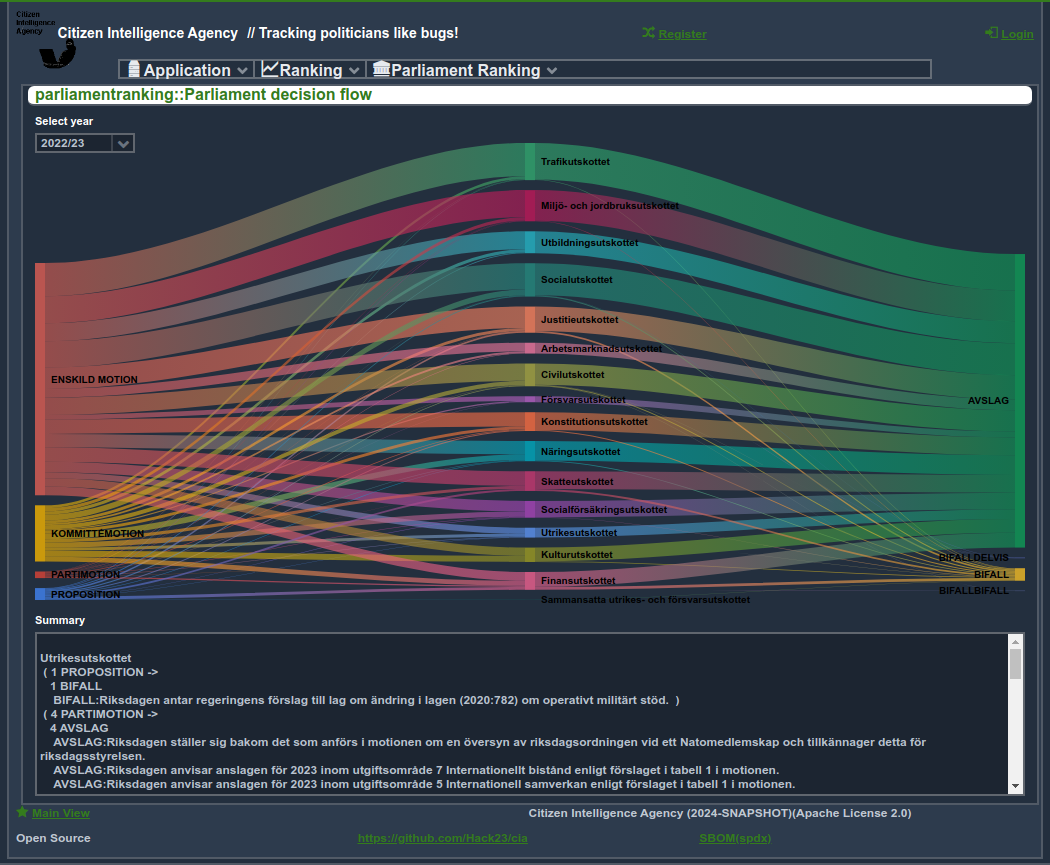 Citizen
Intelligence
Agency
Citizen Intelligence Agency // Tracking politicians like bugs!
Register
Login
Application
Ranking
Parliament Ranking
parliamentranking::Parliament decision flow
Select year
2022/23
Trafikutskottet
Miljö- och jordbruksutskottet
Utbildningsutskottet
Socialutskottet
Justitieutskottet
Arbetsmarknadsutskottet
Civilutskottet
Försvarsutskottet
Konstitutionsutskottet
Näringsutskottet
Skatteutskottet
Socialförsäkringsutskottet
Utrikesutskottet
Kulturutskottet
Finansutskottet
Sammansatta utrikes- och försvarsutskottet
ENSKILD MOTION
KOMMITTEMOTION
PARTIMOTION
PROPOSITION
AVSLAG
BIFALLDELVIS
BIFALL
BIFALLBIFALL
Summary
Utrikesutskottet
( 1 PROPOSITION ->
1 BIFALL
BIFALL:Riksdagen antar regeringens förslag till lag om ändring i lagen (2020:782) om operativt militärt stöd. )
( 4 PARTIMOTION ->
4 AVSLAG
AVSLAG:Riksdagen ställer sig bakom det som anförs i motionen om en översyn av riksdagsordningen vid ett Natomedlemskap och tillkännager detta för
riksdagsstyrelsen.
AVSLAG:Riksdagen anvisar anslagen för 2023 inom utgiftsområde 7 Internationellt bistånd enligt förslaget i tabell 1 i motionen.
AVSLAG:Riksdagen anvisar anslagen för 2023 inom utgiftsområde 5 Internationell samverkan enligt förslaget i tabell 1 i motionen.
Main View
Citizen Intelligence Agency (2024-SNAPSHOT)(Apache License 2.0)
Open Source
https://github.com/Hack23/cia
SBOM(spdx)